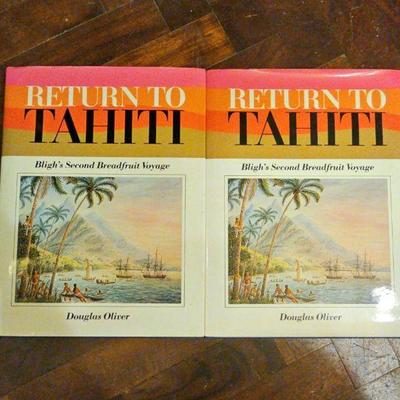 RETURN TO
TAHITI
Bligh's Second Breadfruit Voyage
Douglas Oliver
RETURN TO
TAHITI
Bligh's Second Breadfruit Voyage
Douglas Oliver